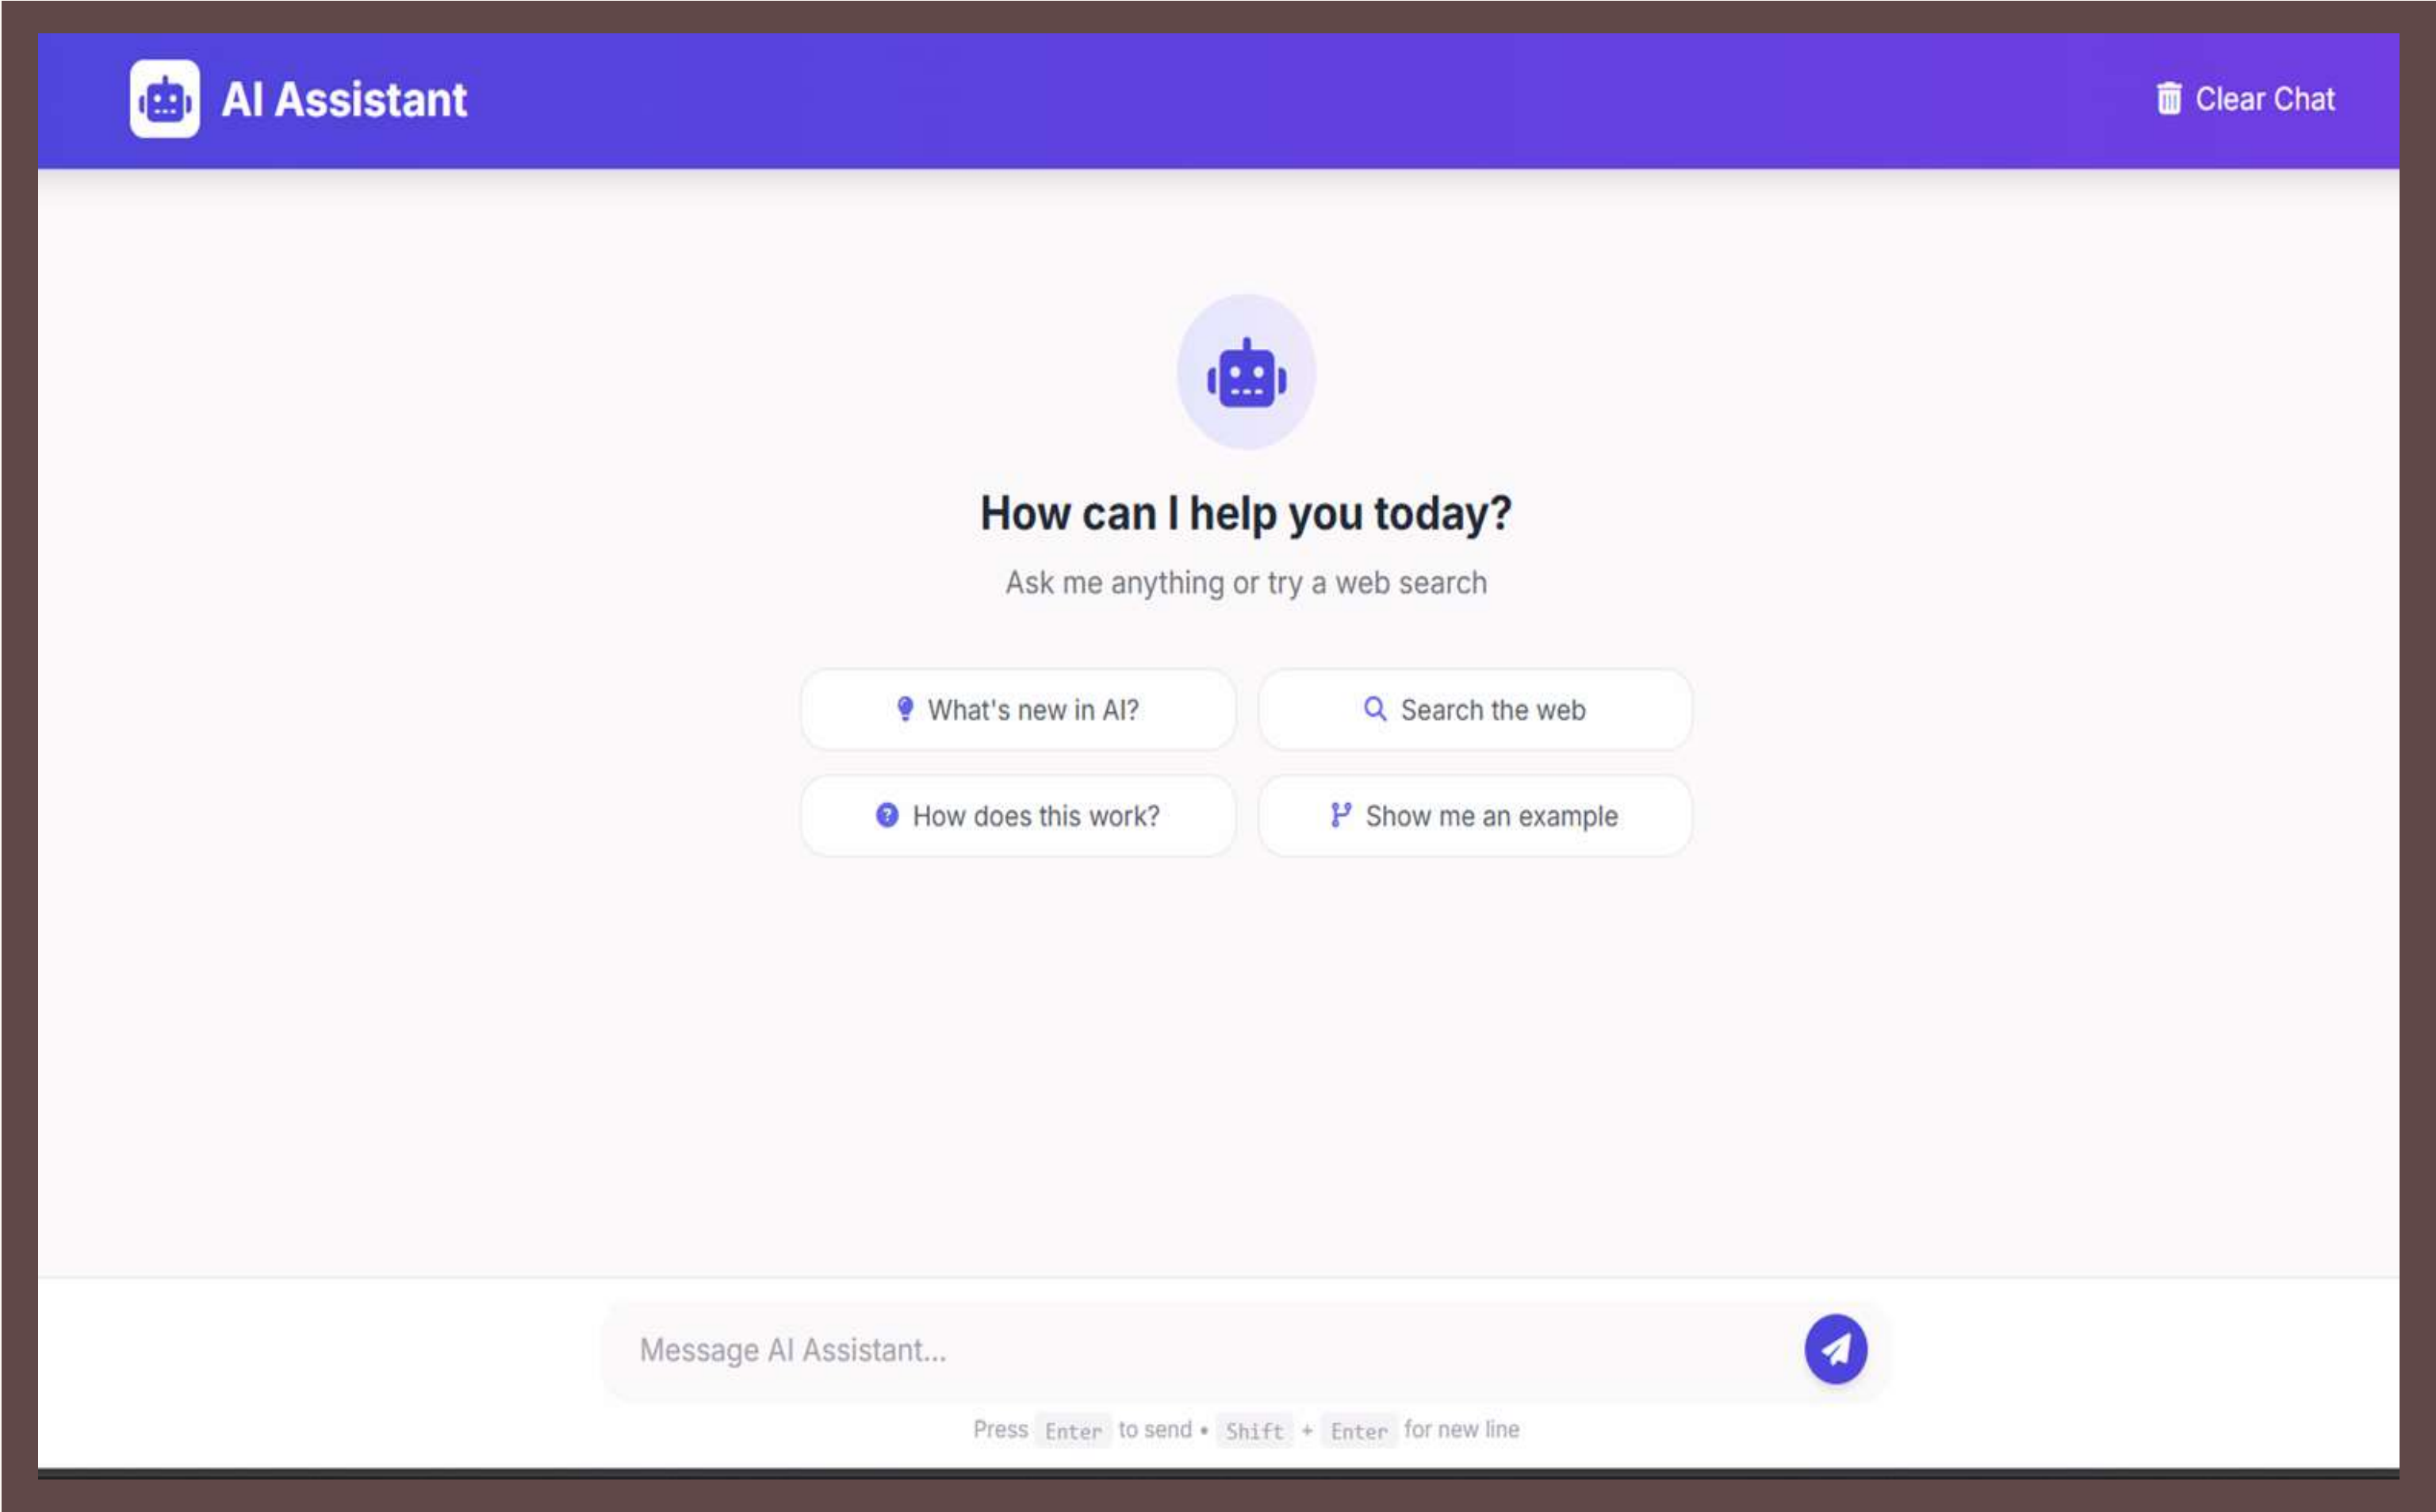 AI Assistant
Clear Chat
How can I help you today?
Ask me anything or try a web search
What's new in AI?
Search the web
How does this work?
Show me an example
Message AI Assistant...
Press Enter to send • Shift + Enter for new line